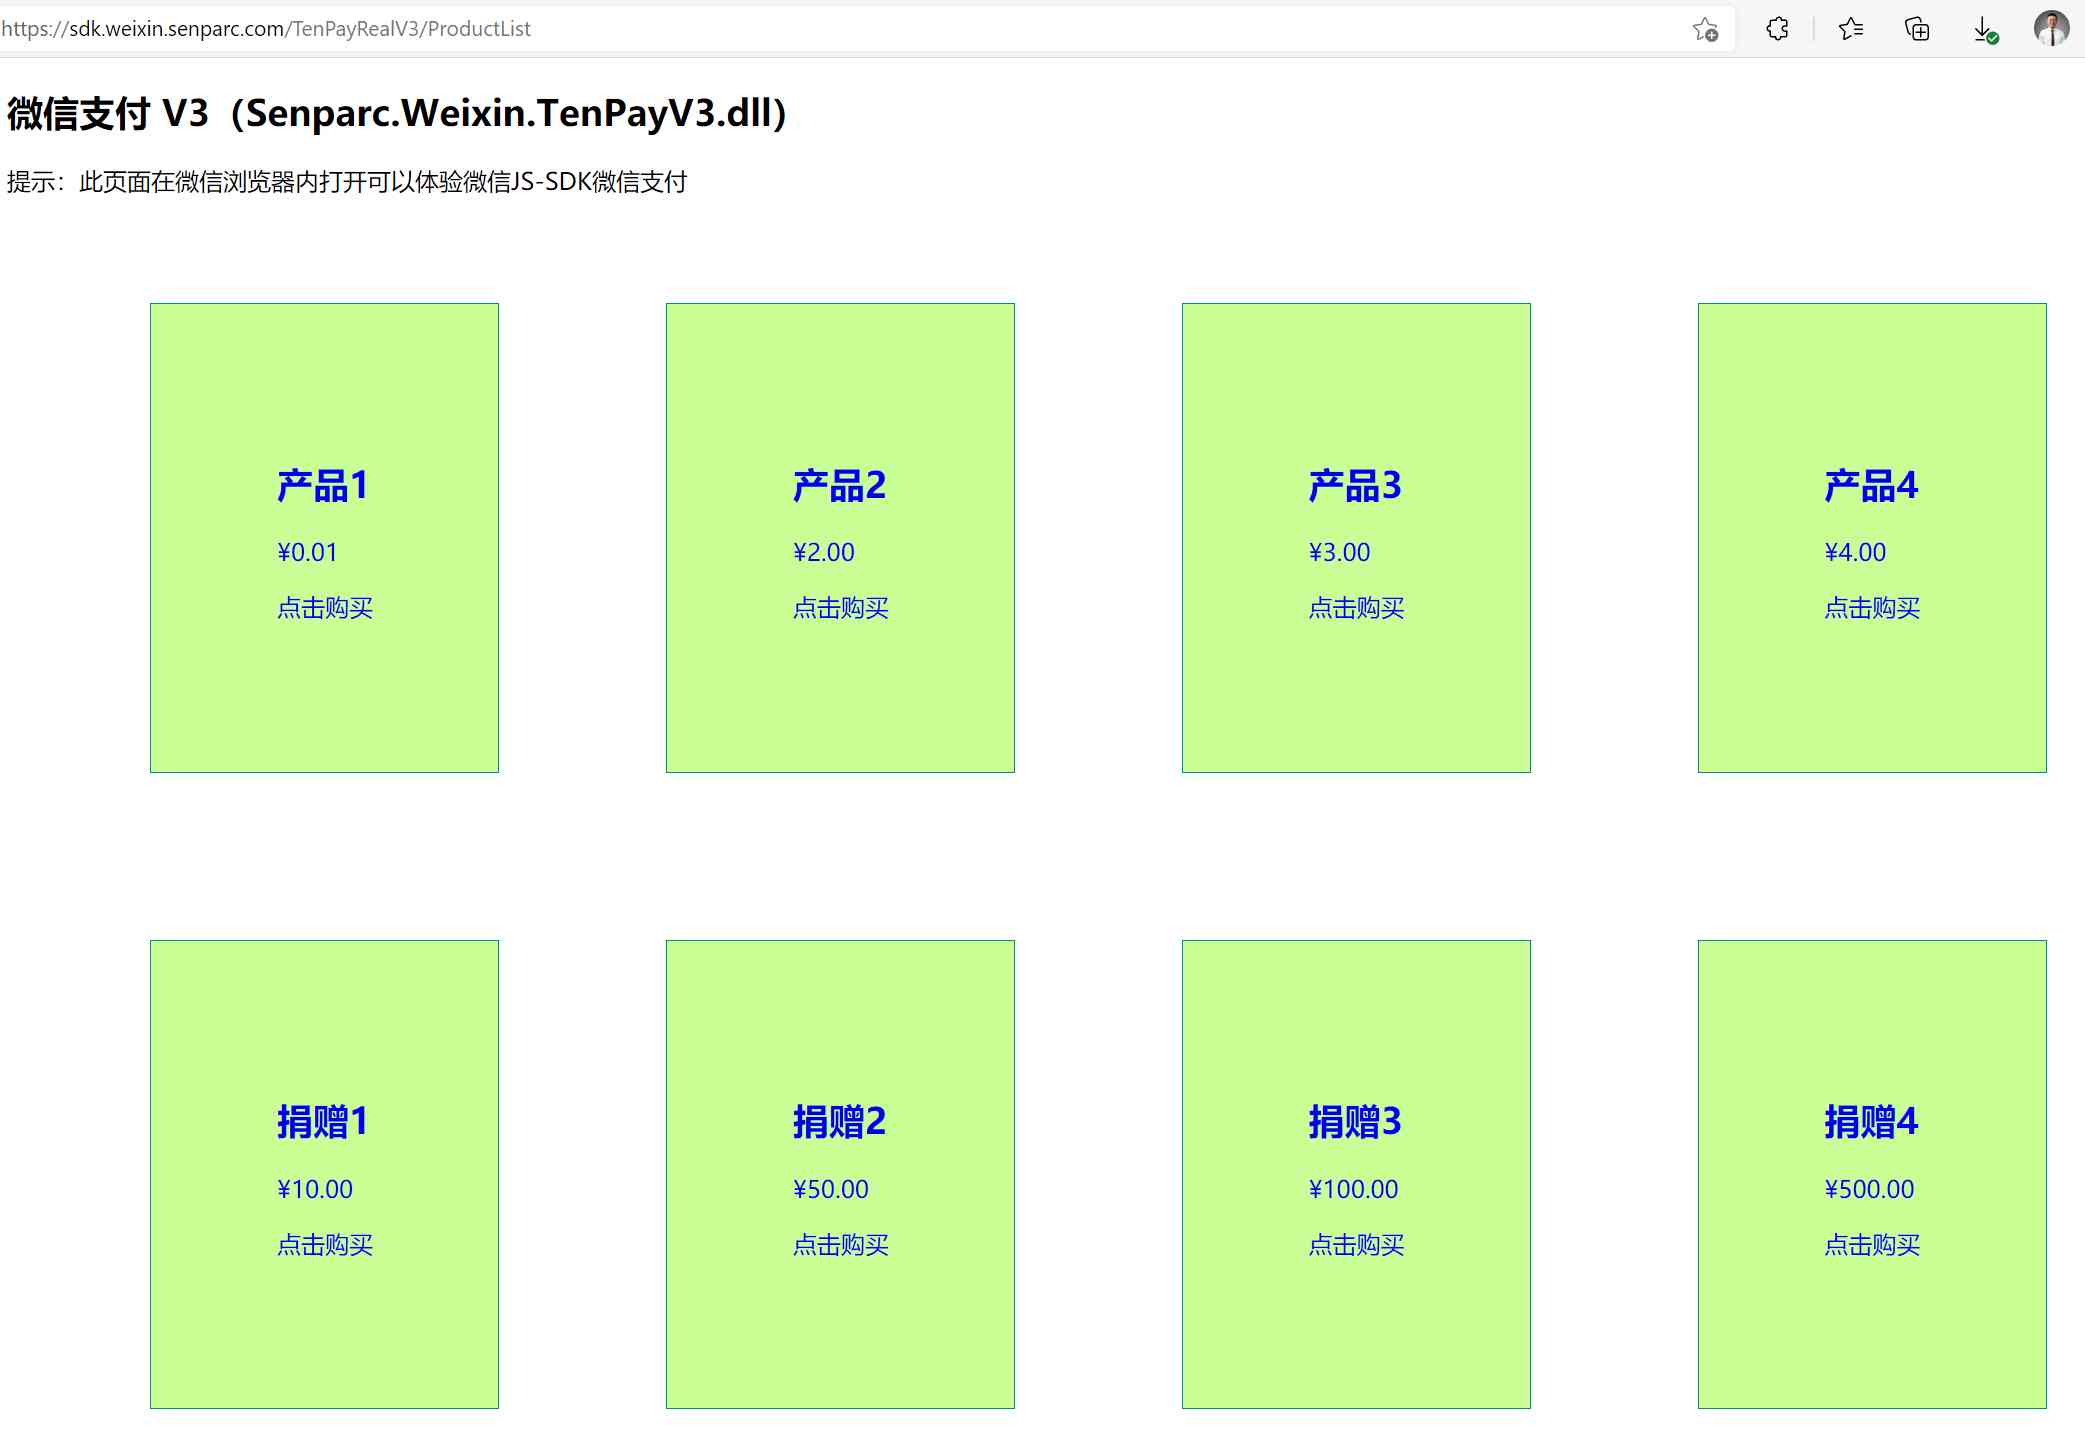 https://sdk.weixin.senparc.com/TenPayRealV3/ProductList
微信支付 V3（Senparc.Weixin.TenPayV3.dll）
提示：此页面在微信浏览器内打开可以体验微信JS-SDK微信支付
产品1
¥0.01
点击购买
产品2
¥2.00
点击购买
产品3
¥3.00
点击购买
产品4
¥4.00
点击购买
捐赠1
¥10.00
点击购买
捐赠2
¥50.00
点击购买
捐赠3
¥100.00
点击购买
捐赠4
¥500.00
点击购买